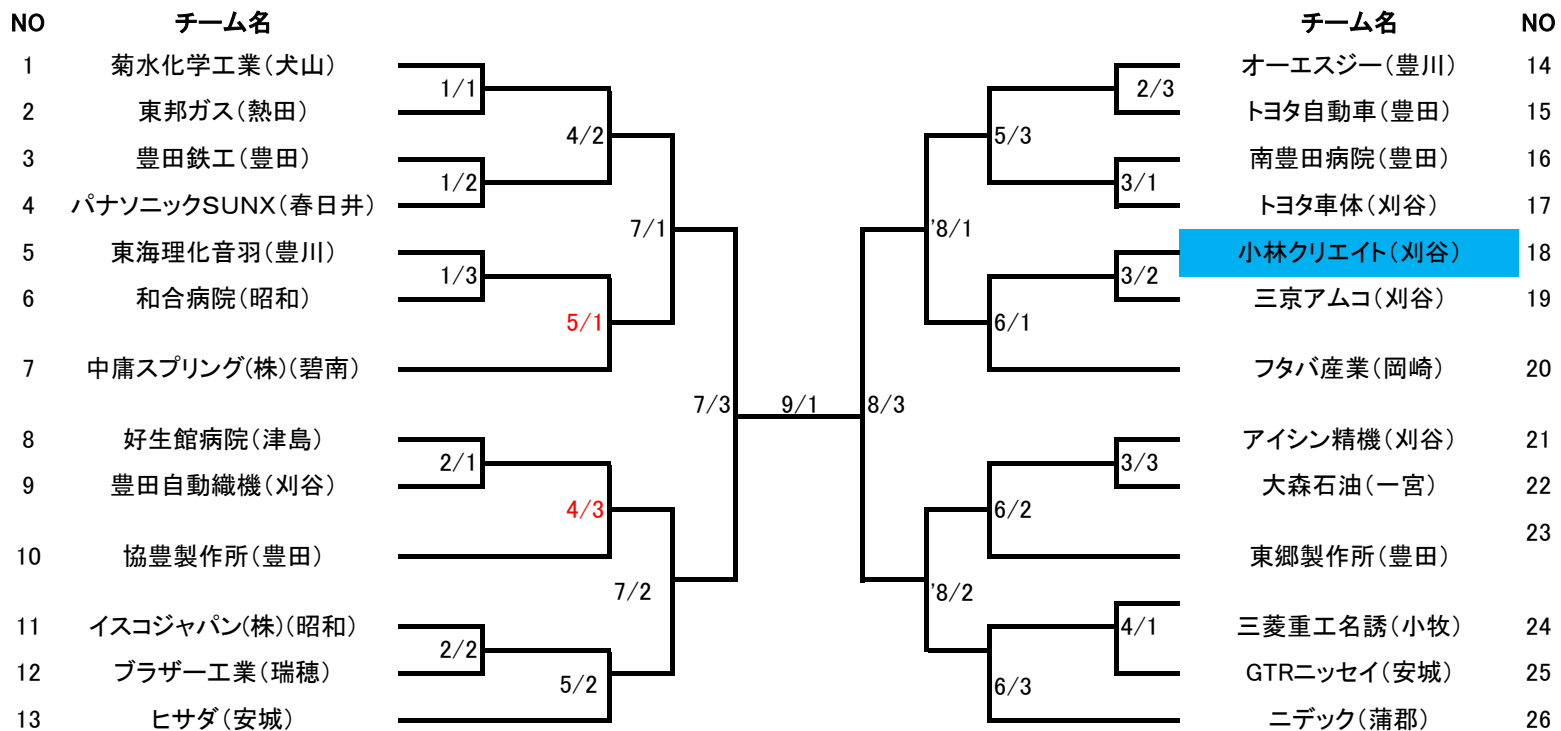 NO チーム名 チーム名 NO
1 菊水化学工業(犬山) オーエスジー(豊川) 14
1/1 2/3
2 東邦ガス(熱田) トヨタ自動車(豊田) 15
4/2 5/3
3 豊田鉄工(豊田) 南豊田病院(豊田) 16
1/2 3/1
4 パナソニックSUNX(春日井) トヨタ車体(刈谷) 17
7/1 '8/1
5 東海理化音羽(豊川) 小林クリエイト(刈谷) 18
1/3 3/2
6 和合病院(昭和) 三京アムコ(刈谷) 19
5/1 6/1
7 中庸スプリング(株)(碧南) フタバ産業(岡崎) 20
7/3 9/1 8/3
8 好生館病院(津島) アイシン精機(刈谷) 21
2/1 3/3
9 豊田自動織機(刈谷) 大森石油(一宮) 22
4/3 6/2
23
10 協豊製作所(豊田) 東郷製作所(豊田)
7/2 '8/2
11 イスコジャパン(株)(昭和) 4/1 三菱重工名誘(小牧) 24
2/2
12 ブラザー工業(瑞穂) GTRニッセイ(安城) 25
5/2 6/3
13 ヒサダ(安城) ニデック(蒲郡) 26